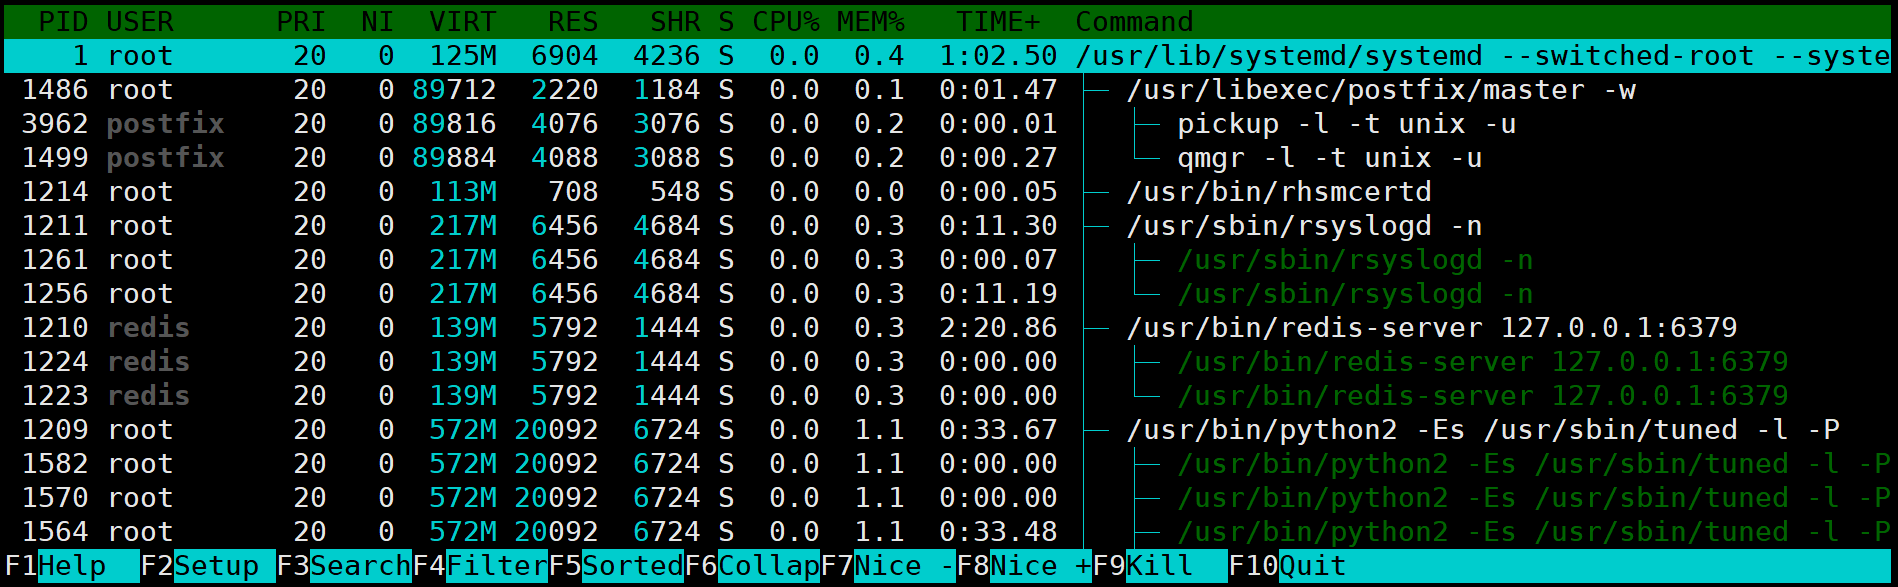 PID USER PRI NI VIRT RES SHR S CPU% MEM% TIME+ Command
1 root 20 0 125M 6904 4236 S 0.0 0.4 1:02.50 /usr/lib/systemd/systemd --switched-root --syste
1486 root 20 0 89712 2220 1184 S 0.0 0.1 0:01.47 ├─ /usr/libexec/postfix/master -w
3962 postfix 20 0 89816 4076 3076 S 0.0 0.2 0:00.01 │ ├─ pickup -l -t unix -u
1499 postfix 20 0 89884 4088 3088 S 0.0 0.2 0:00.27 │ └─ qmgr -l -t unix -u
1214 root 20 0 113M 708 548 S 0.0 0.0 0:00.05 ├─ /usr/bin/rhsmcertd
1211 root 20 0 217M 6456 4684 S 0.0 0.3 0:11.30 ├─ /usr/sbin/rsyslogd -n
1261 root 20 0 217M 6456 4684 S 0.0 0.3 0:00.07 │ ├─ /usr/sbin/rsyslogd -n
1256 root 20 0 217M 6456 4684 S 0.0 0.3 0:11.19 │ └─ /usr/sbin/rsyslogd -n
1210 redis 20 0 139M 5792 1444 S 0.0 0.3 2:20.86 ├─ /usr/bin/redis-server 127.0.0.1:6379
1224 redis 20 0 139M 5792 1444 S 0.0 0.3 0:00.00 │ ├─ /usr/bin/redis-server 127.0.0.1:6379
1223 redis 20 0 139M 5792 1444 S 0.0 0.3 0:00.00 │ └─ /usr/bin/redis-server 127.0.0.1:6379
1209 root 20 0 572M 20092 6724 S 0.0 1.1 0:33.67 ├─ /usr/bin/python2 -Es /usr/sbin/tuned -l -P
1582 root 20 0 572M 20092 6724 S 0.0 1.1 0:00.00 │ ├─ /usr/bin/python2 -Es /usr/sbin/tuned -l -P
1570 root 20 0 572M 20092 6724 S 0.0 1.1 0:00.00 │ ├─ /usr/bin/python2 -Es /usr/sbin/tuned -l -P
1564 root 20 0 572M 20092 6724 S 0.0 1.1 0:33.48 │ ├─ /usr/bin/python2 -Es /usr/sbin/tuned -l -P
F1Help F2Setup F3SearchF4FilterF5SortedF6CollapF7Nice -F8Nice +F9Kill F10Quit